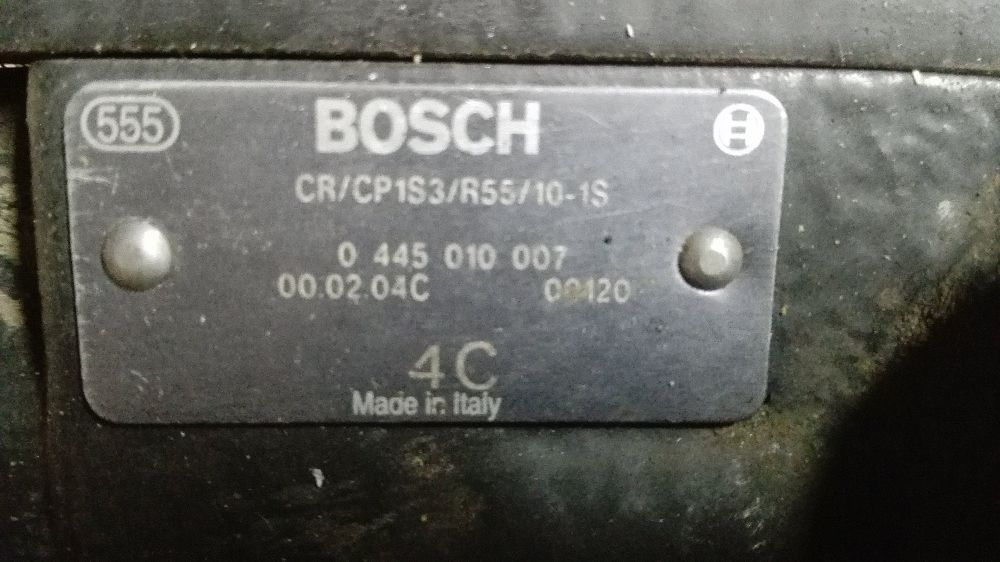 555
BOSCH
CR/CP1S3/R55/10-1S
0 445 010 007
00.02.04C
4C
Made in Italy